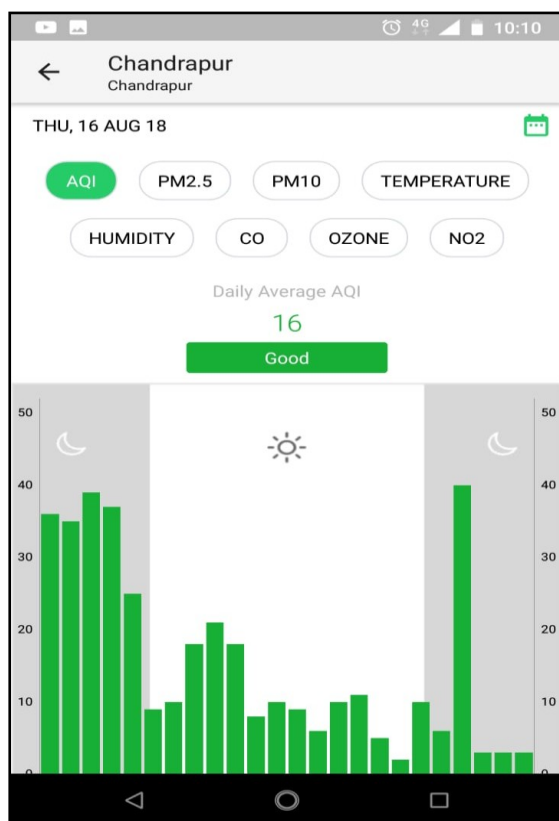 4G 10:10
Chandrapur
Chandrapur
THU, 16 AUG 18
AQI PM2.5 PM10 TEMPERATURE
HUMIDITY CO OZONE NO2
Daily Average AQI
16
Good
50 50
40 40
30 30
20 20
10 10
0 0